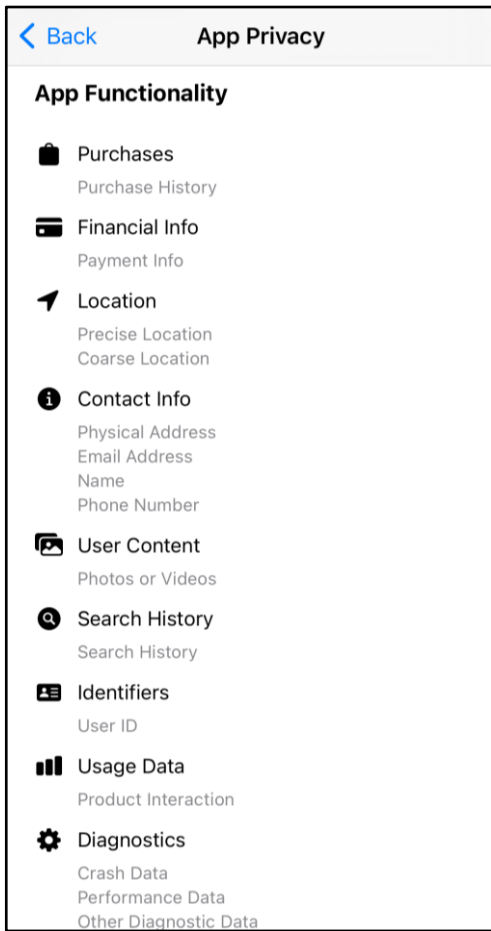 Back
App Privacy
App Functionality
Purchases
Purchase History
Financial Info
Payment Info
Location
Precise Location
Coarse Location
Contact Info
Physical Address
Email Address
Name
Phone Number
User Content
Photos or Videos
Search History
Search History
Identifiers
User ID
Usage Data
Product Interaction
Diagnostics
Crash Data
Performance Data
Other Diagnostic Data